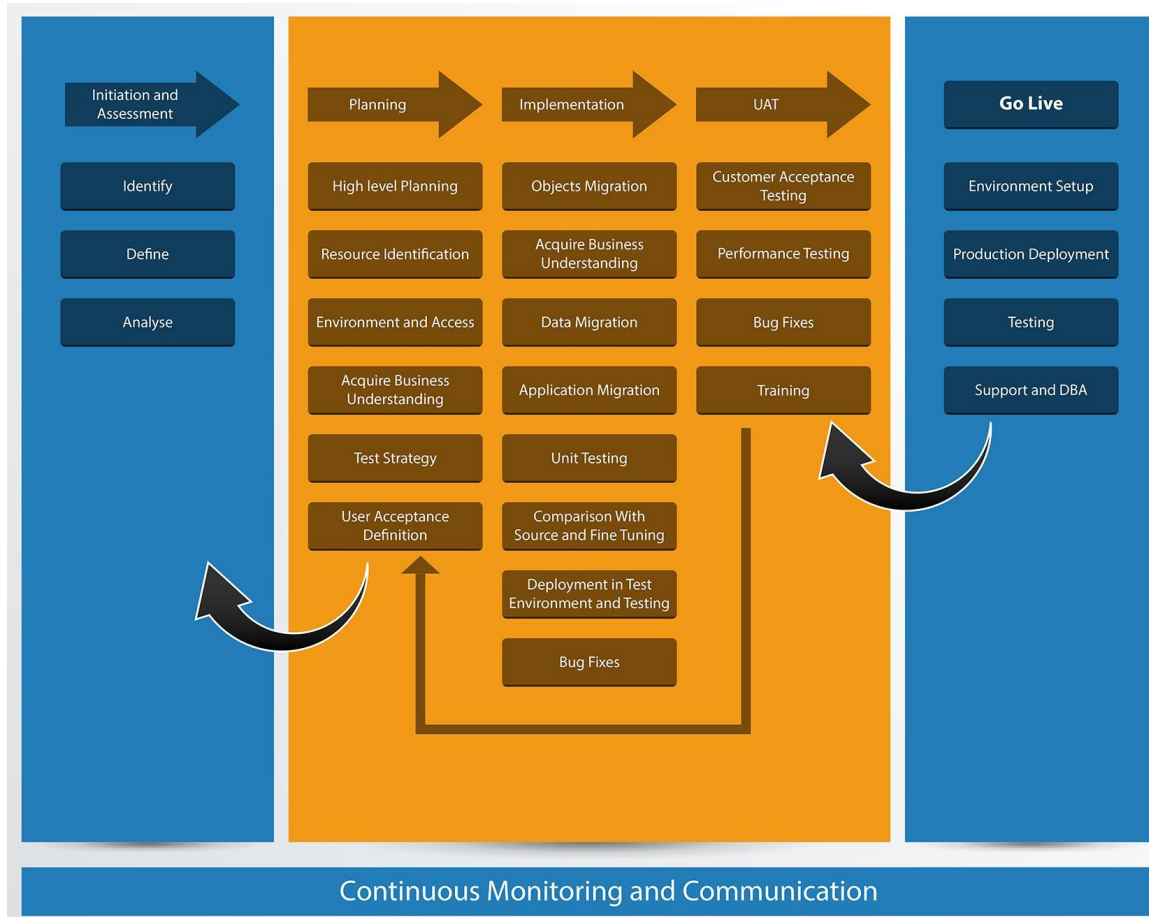 Initiation and
Assessment
Identify
Define
Analyse
Planning
High level Planning
Resource Identification
Environment and Access
Acquire Business
Understanding
Test Strategy
User Acceptance
Definition
Implementation
Objects Migration
Acquire Business
Understanding
Data Migration
Application Migration
Unit Testing
Comparison With
Source and Fine Tuning
Deployment in Test
Environment and Testing
Bug Fixes
UAT
Customer Acceptance
Testing
Performance Testing
Bug Fixes
Training
Go Live
Environment Setup
Production Deployment
Testing
Support and DBA
Continuous Monitoring and Communication